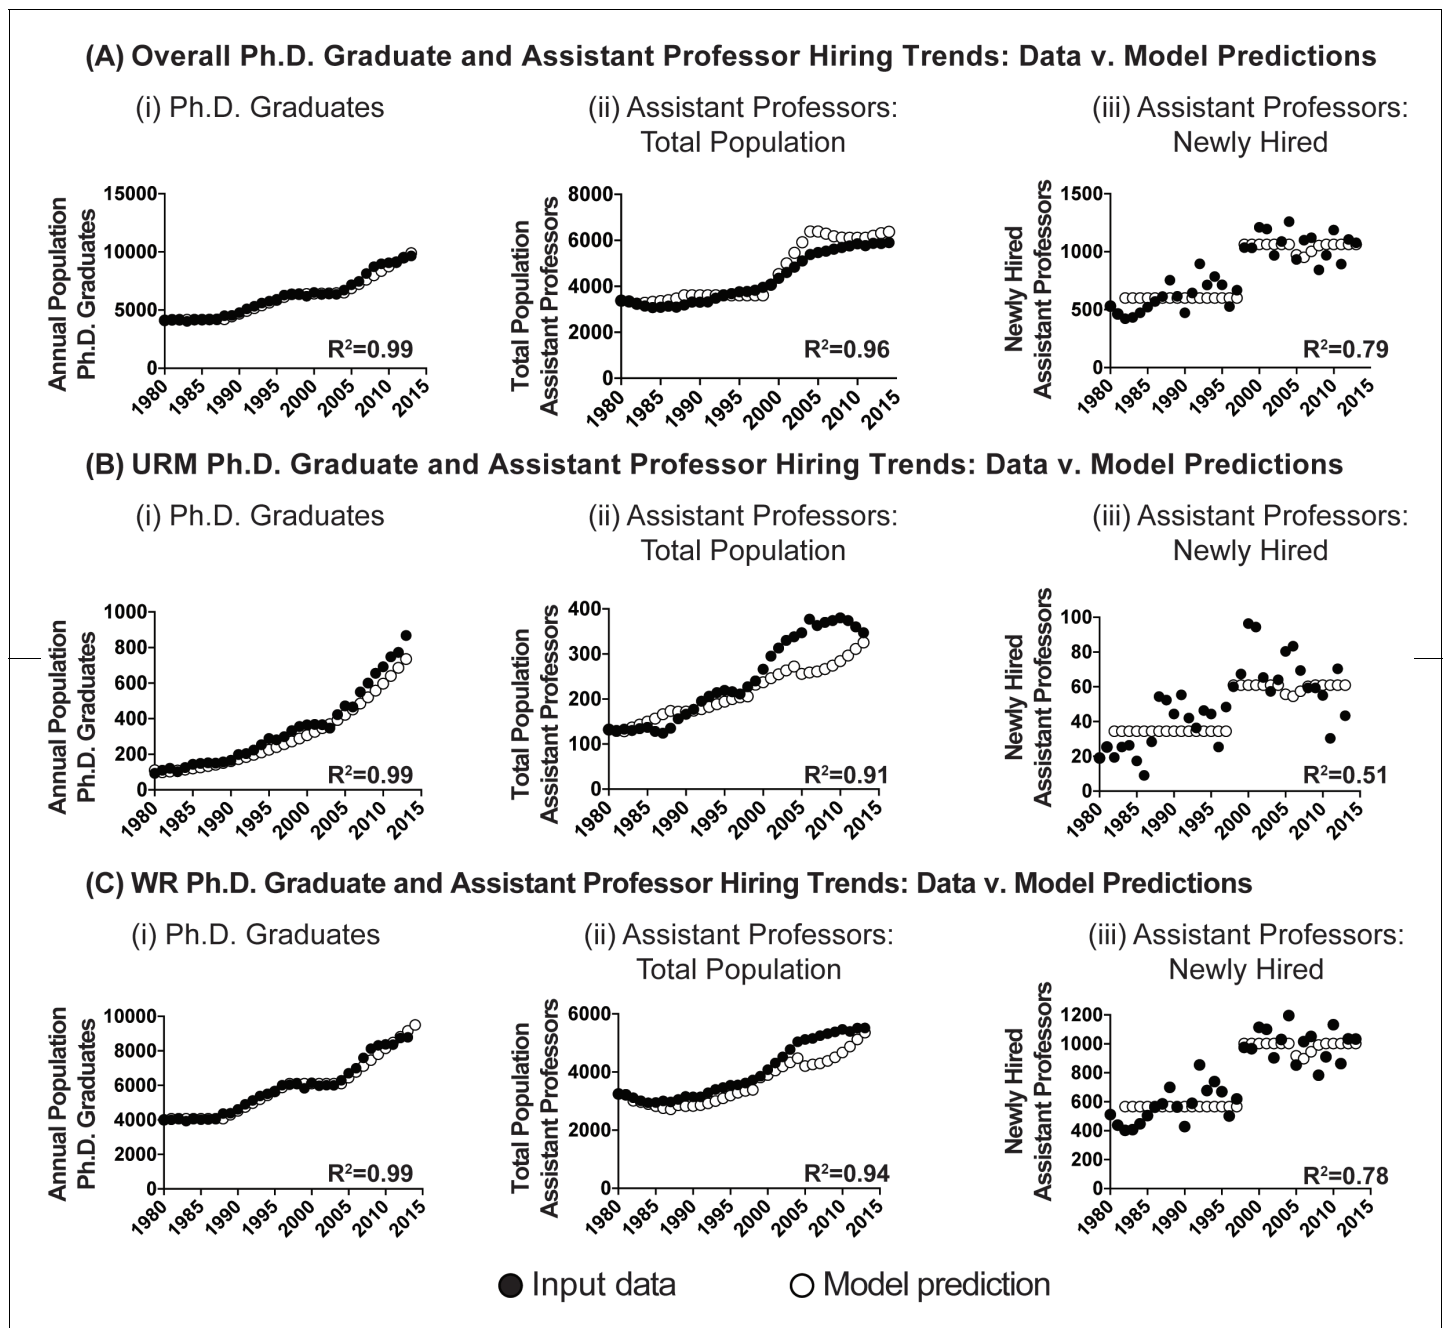 (A) Overall Ph.D. Graduate and Assistant Professor Hiring Trends: Data v. Model Predictions
(i) Ph.D. Graduates
(ii) Assistant Professors:
Total Population
(iii) Assistant Professors:
Newly Hired
Annual Population
Ph.D. Graduates
15000
10000
5000
0
1980 1985 1990 1995 2000 2005 2010 2015
R²=0.99
Total Population
Assistant Professors
8000
6000
4000
2000
0
1980 1985 1990 1995 2000 2005 2010 2015
R²=0.96
Newly Hired
Assistant Professors
1500
1000
500
0
1980 1985 1990 1995 2000 2005 2010 2015
R²=0.79
(B) URM Ph.D. Graduate and Assistant Professor Hiring Trends: Data v. Model Predictions
(i) Ph.D. Graduates
(ii) Assistant Professors:
Total Population
(iii) Assistant Professors:
Newly Hired
Annual Population
Ph.D. Graduates
1000
800
600
400
200
0
1980 1985 1990 1995 2000 2005 2010 2015
R²=0.99
Total Population
Assistant Professors
400
300
200
100
0
1980 1985 1990 1995 2000 2005 2010 2015
R²=0.91
Newly Hired
Assistant Professors
100
80
60
40
20
0
1980 1985 1990 1995 2000 2005 2010 2015
R²=0.51
(C) WR Ph.D. Graduate and Assistant Professor Hiring Trends: Data v. Model Predictions
(i) Ph.D. Graduates
(ii) Assistant Professors:
Total Population
(iii) Assistant Professors:
Newly Hired
Annual Population
Ph.D. Graduates
10000
8000
6000
4000
2000
0
1980 1985 1990 1995 2000 2005 2010 2015
R²=0.99
Total Population
Assistant Professors
6000
4000
2000
0
1980 1985 1990 1995 2000 2005 2010 2015
R²=0.94
Newly Hired
Assistant Professors
1200
1000
800
600
400
200
0
1980 1985 1990 1995 2000 2005 2010 2015
R²=0.78
Input data
Model prediction